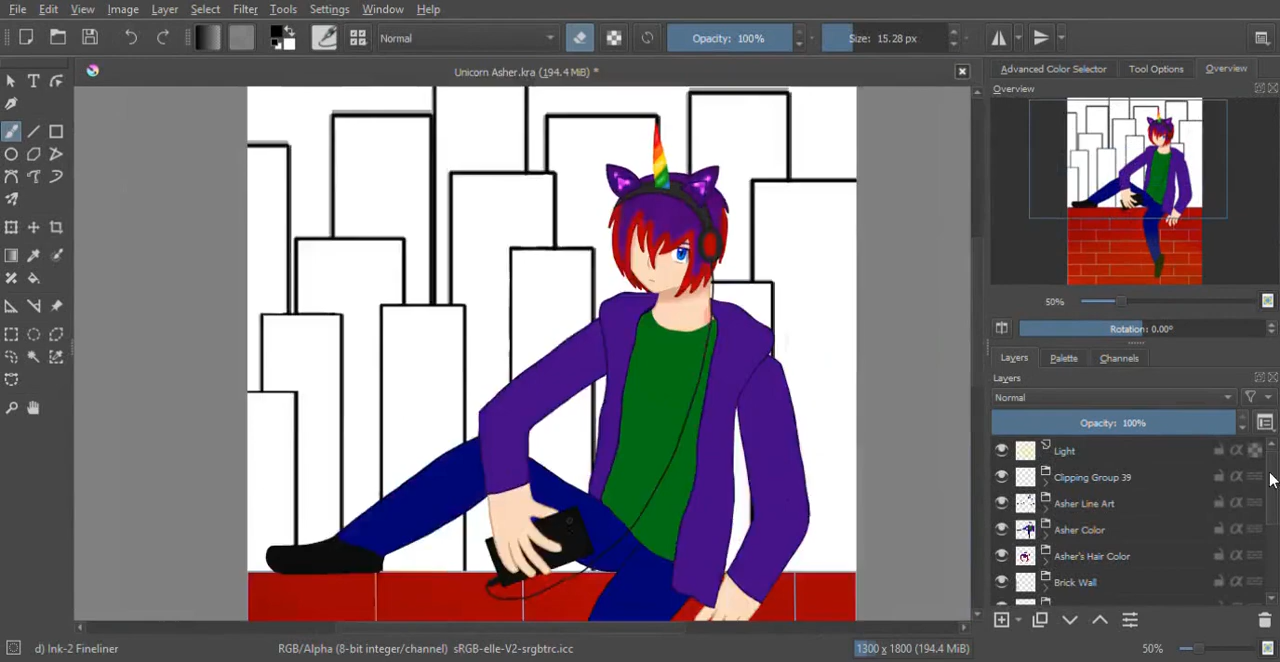 File Edit View Image Layer Select Filter Tools Settings Window Help
Normal Opacity: 100% Size: 15.28 px
Unicorn Asher.kra (194.4 MiB) *
Advanced Color Selector Tool Options Overview
Overview
50%
Rotation: 0.00°
Layers Palette Channels
Layers
Normal
Opacity: 100%
Light
Clipping Group 39
Asher Line Art
Asher Color
Asher's Hair Color
Brick Wall
d) Ink-2 Fineliner RGB/Alpha (8-bit integer/channel) sRGB-elle-V2-srgbtrc.icc 1300 x 1800 (194.4 MiB) 50%